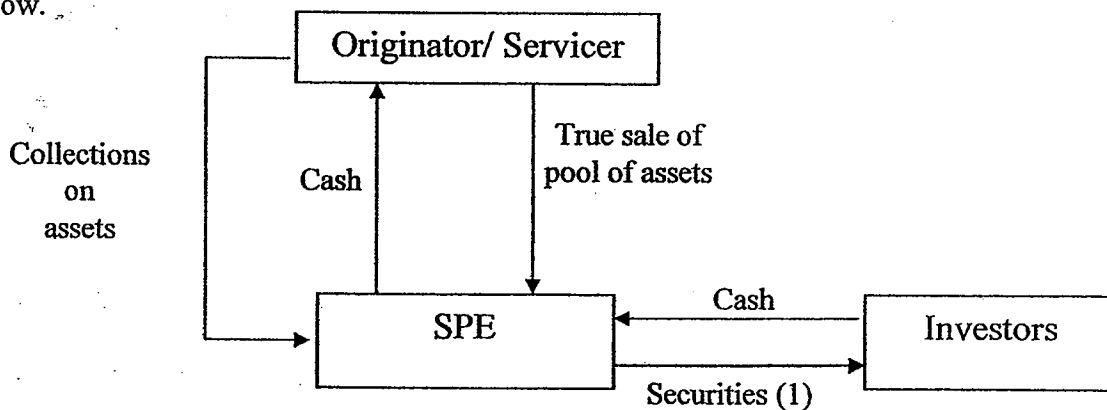 ow.
Originator/ Servicer
Collections
on
assets
Cash
True sale of
pool of assets
SPE
Cash
Investors
Securities (1)